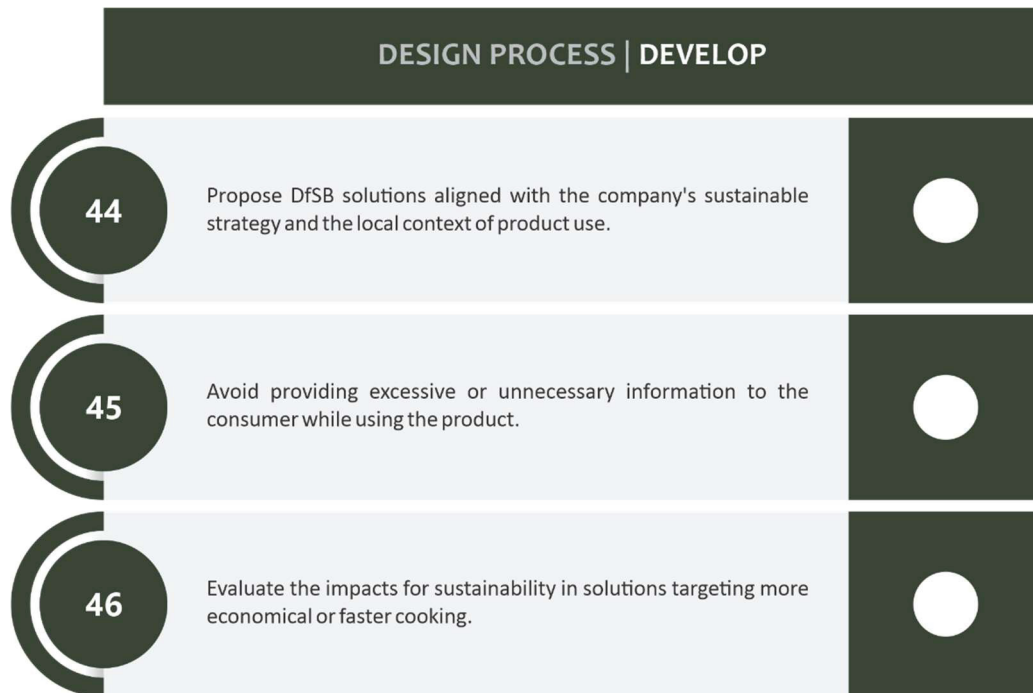 DESIGN PROCESS | DEVELOP
44
Propose DfSB solutions aligned with the company's sustainable
strategy and the local context of product use.
45
Avoid providing excessive or unnecessary information to the
consumer while using the product.
46
Evaluate the impacts for sustainability in solutions targeting more
economical or faster cooking.